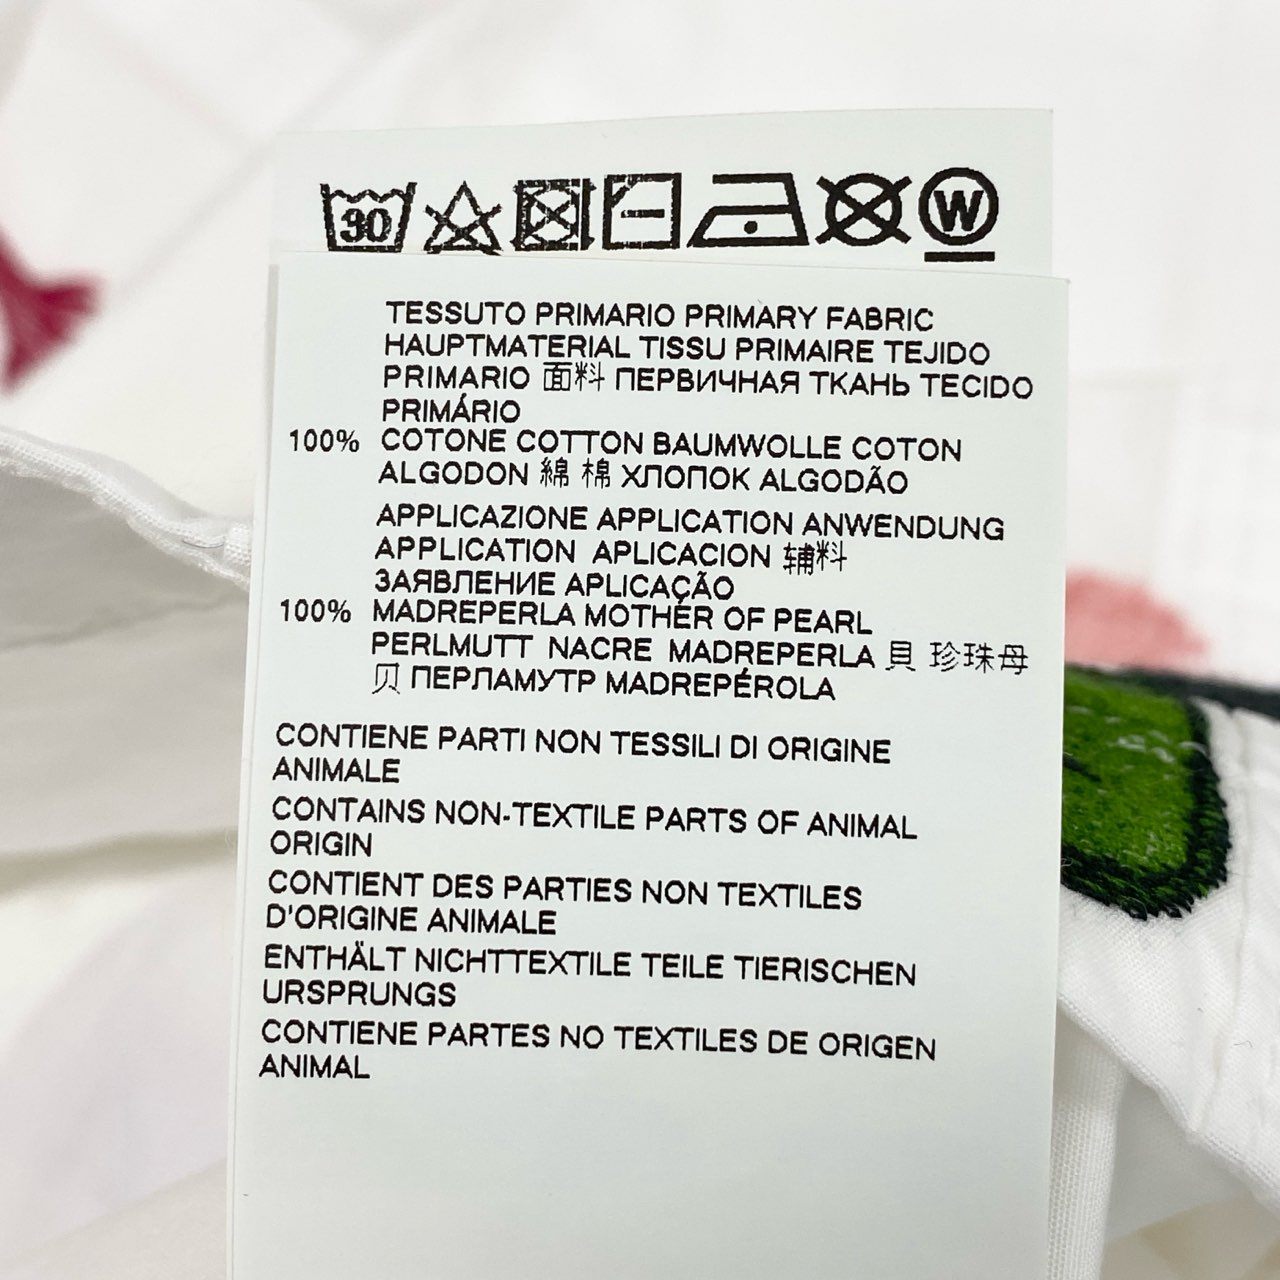 30
W
TESSUTO PRIMARIO PRIMARY FABRIC
HAUPTMATERIAL TISSU PRIMAIRE TEJIDO
PRIMARIO 面料 ПЕРВИЧНАЯ ТКАНЬ TECIDO
PRIMÁRIO
100% COTONE COTTON BAUMWOLLE COTON
ALGODON 綿 棉 ХЛОПОК ALGODÃO
APPLICAZIONE APPLICATION ANWENDUNG
APPLICATION APLICACION 辅料
ЗАЯВЛЕНИЕ APLICAÇÃO
100% MADREPERLA MOTHER OF PEARL
PERLMUTT NACRE MADREPERLA 貝 珍珠母
贝 ПЕРЛАМУТР MADREPÉROLA
CONTIENE PARTI NON TESSILI DI ORIGINE
ANIMALE
CONTAINS NON-TEXTILE PARTS OF ANIMAL
ORIGIN
CONTIENT DES PARTIES NON TEXTILES
D'ORIGINE ANIMALE
ENTHÄLT NICHTTEXTILE TEILE TIERISCHEN
URSPRUNGS
CONTIENE PARTES NO TEXTILES DE ORIGEN
ANIMAL